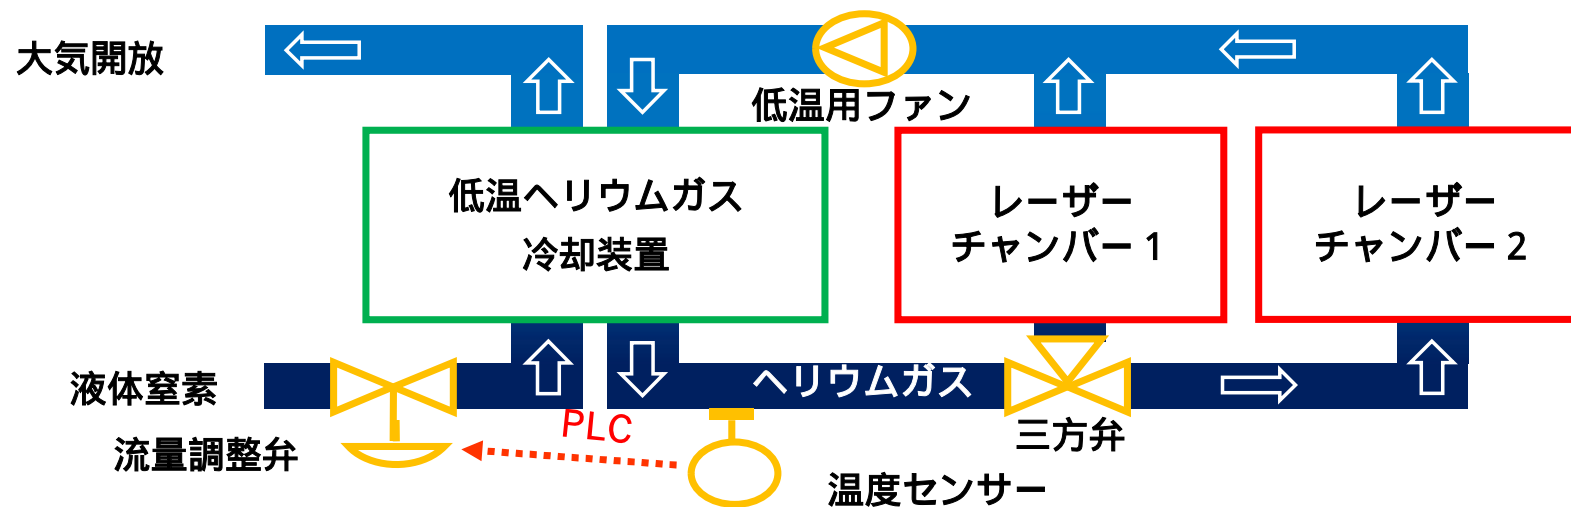 大気開放
低温用ファン
低温ヘリウムガス
冷却装置
レーザー
チャンバー 1
レーザー
チャンバー 2
液体窒素
ヘリウムガス
PLC
三方弁
流量調整弁
温度センサー